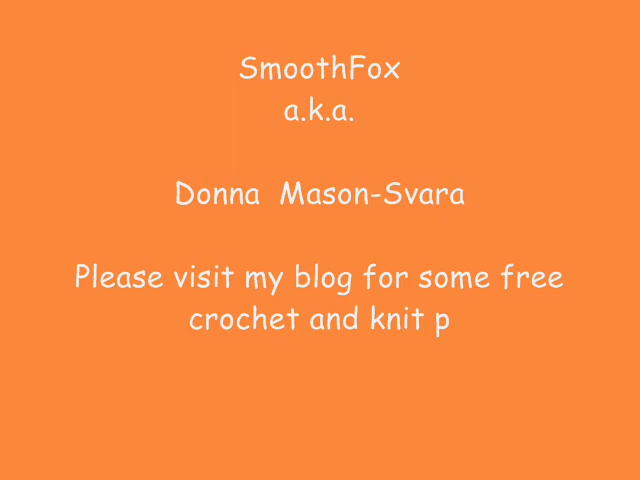 SmoothFox
a.k.a.
Donna Mason-Svara
Please visit my blog for some free
crochet and knit p